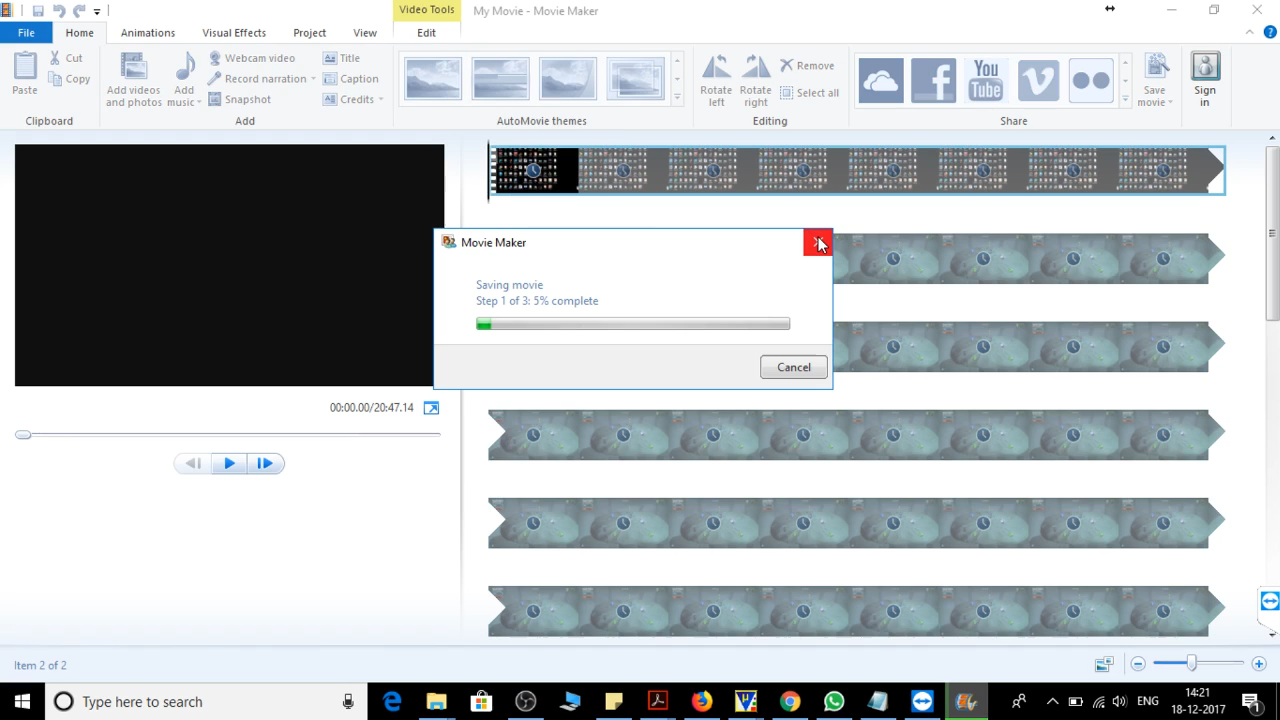 Video Tools
My Movie - Movie Maker
File
Home
Animations
Visual Effects
Project
View
Edit
Paste
Cut
Copy
Clipboard
Add videos
and photos
Add
music
Webcam video
Record narration
Snapshot
Title
Caption
Credits
Add
AutoMovie themes
Rotate
left
Rotate
right
Remove
Select all
Editing
You
Tube
Share
Save
movie
Sign
in
Movie Maker
Saving movie
Step 1 of 3: 5% complete
Cancel
00:00.00/20:47.14
Item 2 of 2
Type here to search
ENG
14:21
18-12-2017
1